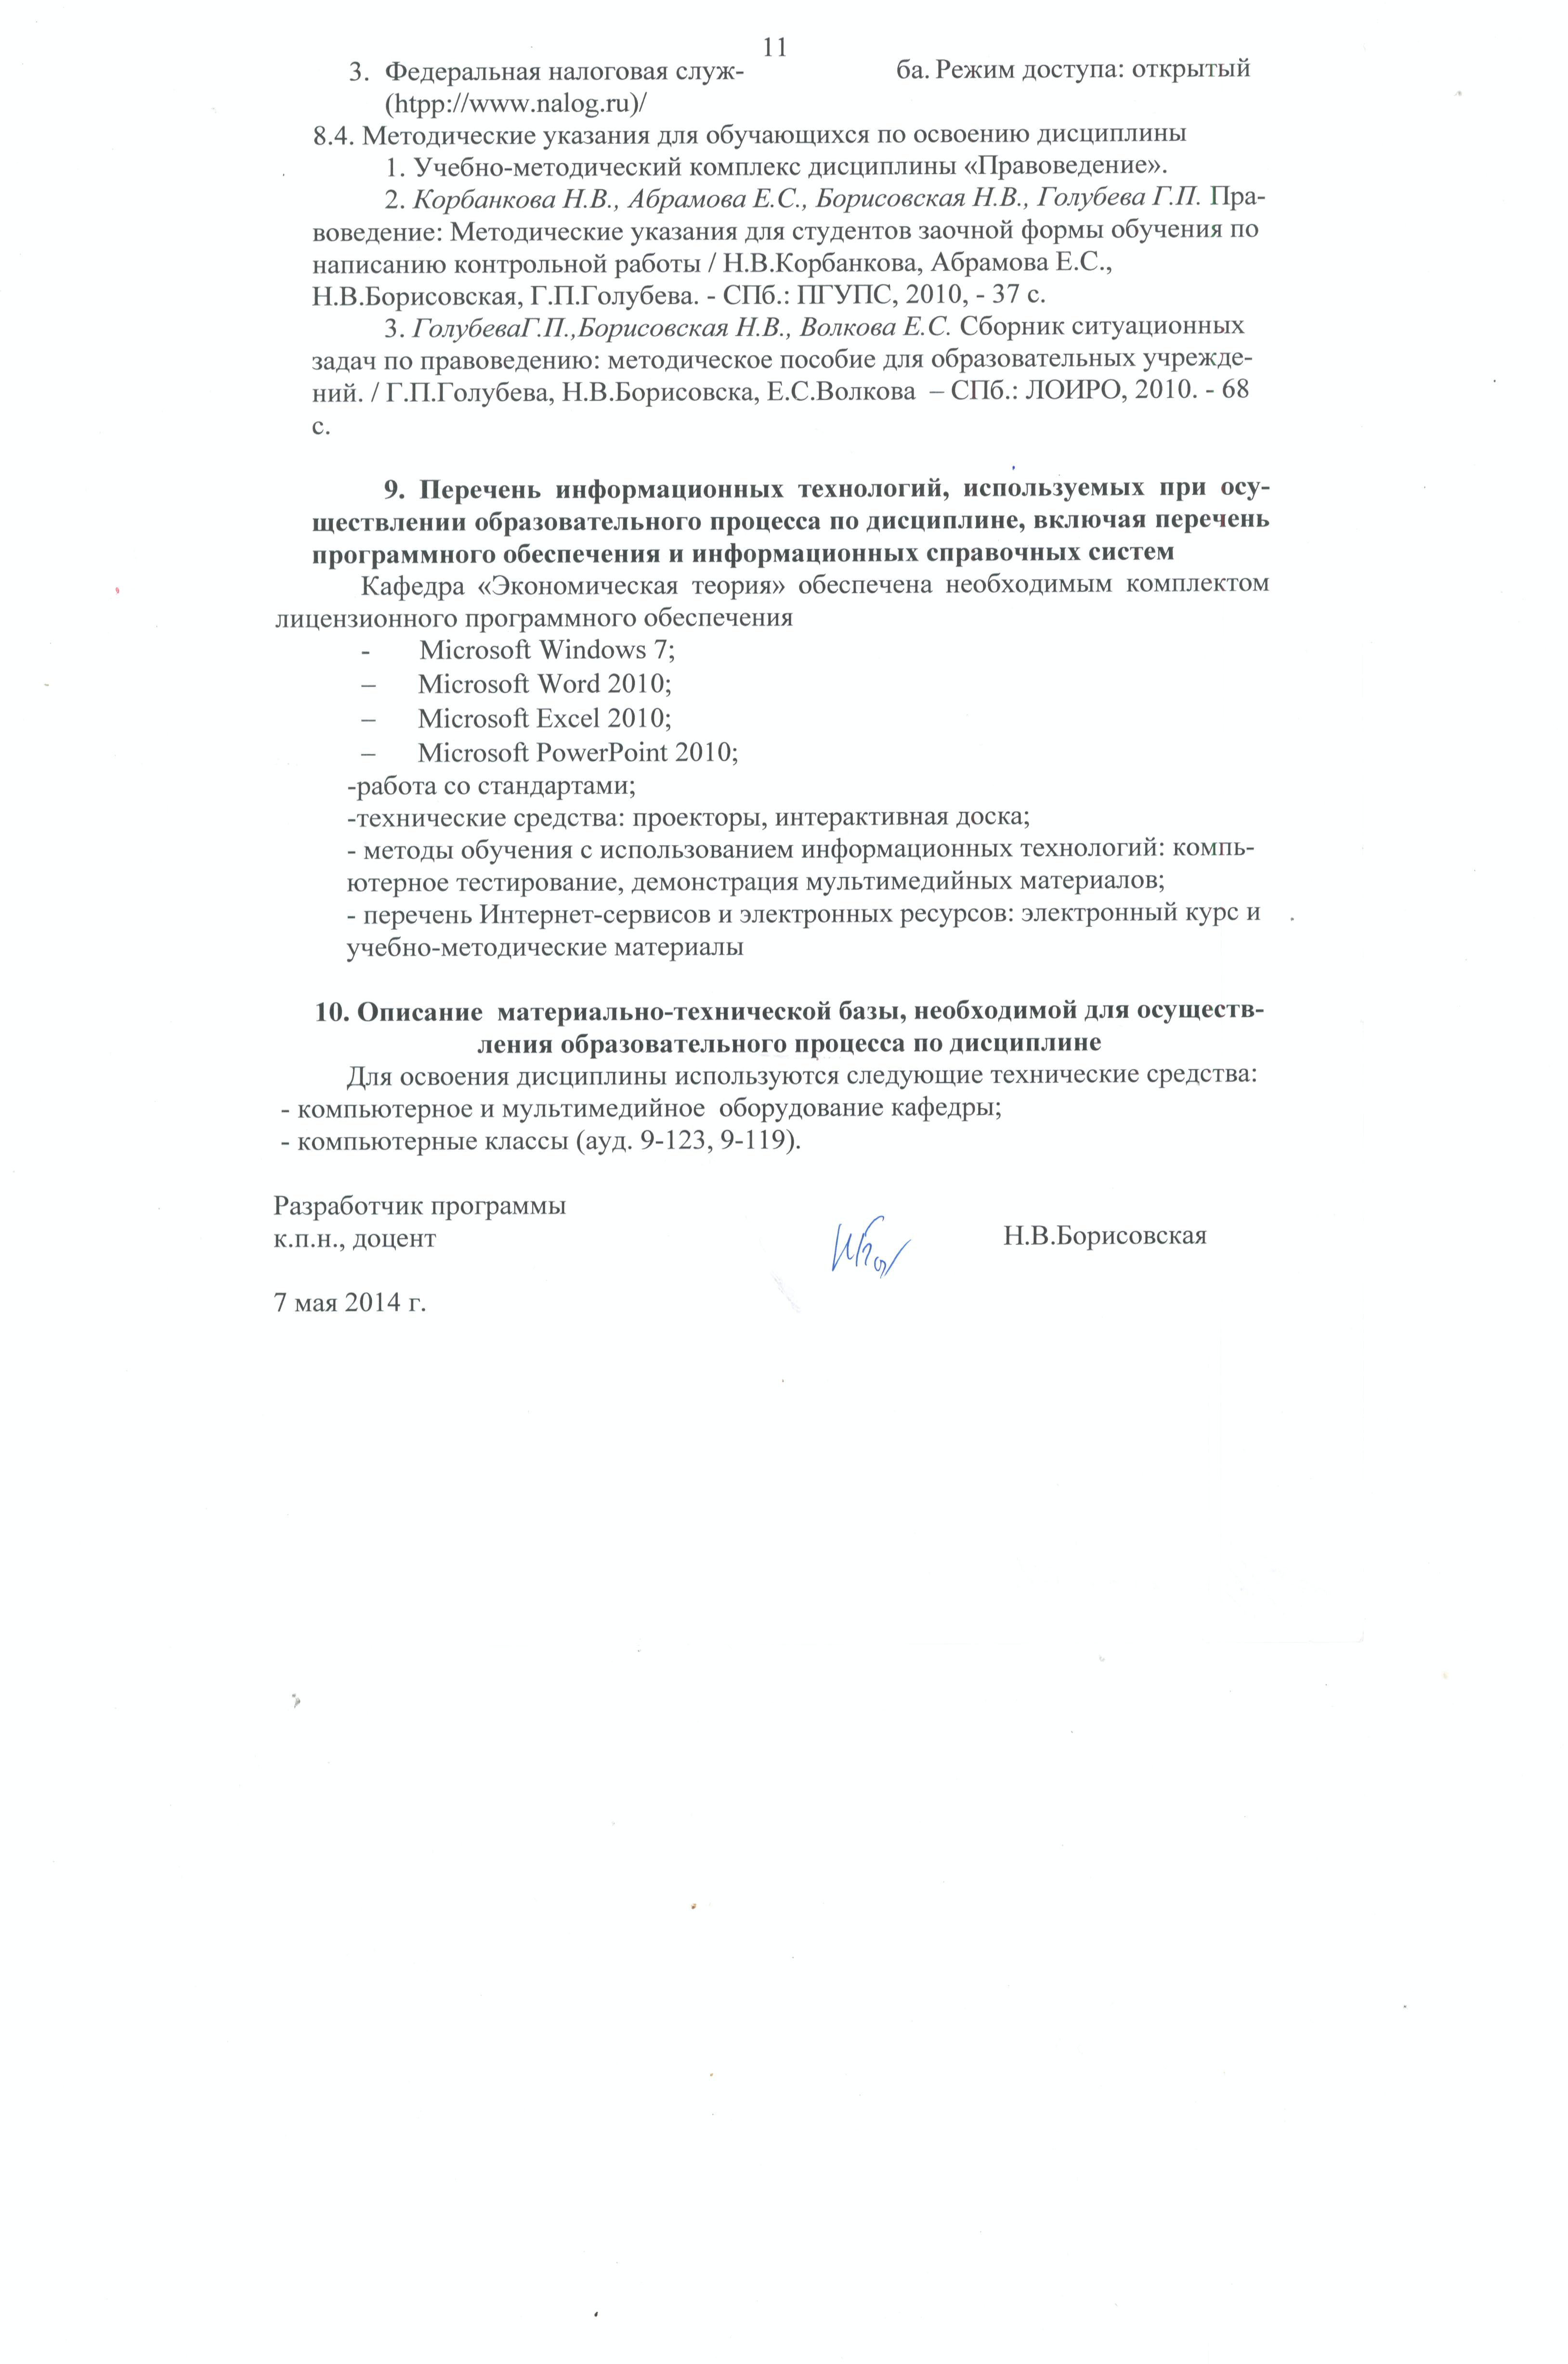 11
3. Федеральная налоговая служ- ба. Режим доступа: открытый
(htpp://www.nalog.ru)/
8.4. Методические указания для обучающихся по освоению дисциплины
1. Учебно-методический комплекс дисциплины «Правоведение».
2. Корбанкова Н.В., Абрамова Е.С., Борисовская Н.В., Голубева Г.П. Пра-
воведение: Методические указания для студентов заочной формы обучения по
написанию контрольной работы / Н.В.Корбанкова, Абрамова Е.С.,
Н.В.Борисовская, Г.П.Голубева. - СПб.: ПГУПС, 2010, - 37 с.
3. ГолубеваГ.П.,Борисовская Н.В., Волкова Е.С. Сборник ситуационных
задач по правоведению: методическое пособие для образовательных учрежде-
ний. / Г.П.Голубева, Н.В.Борисовска, Е.С.Волкова – СПб.: ЛОИРО, 2010. - 68
с.
9. Перечень информационных технологий, используемых при осу-
ществлении образовательного процесса по дисциплине, включая перечень
программного обеспечения и информационных справочных систем
Кафедра «Экономическая теория» обеспечена необходимым комплектом
лицензионного программного обеспечения
- Microsoft Windows 7;
– Microsoft Word 2010;
– Microsoft Excel 2010;
– Microsoft PowerPoint 2010;
-работа со стандартами;
-технические средства: проекторы, интерактивная доска;
- методы обучения с использованием информационных технологий: компь-
ютерное тестирование, демонстрация мультимедийных материалов;
- перечень Интернет-сервисов и электронных ресурсов: электронный курс и
учебно-методические материалы
10. Описание материально-технической базы, необходимой для осуществ-
ления образовательного процесса по дисциплине
Для освоения дисциплины используются следующие технические средства:
- компьютерное и мультимедийное оборудование кафедры;
- компьютерные классы (ауд. 9-123, 9-119).
Разработчик программы
к.п.н., доцент Н.В.Борисовская
7 мая 2014 г.